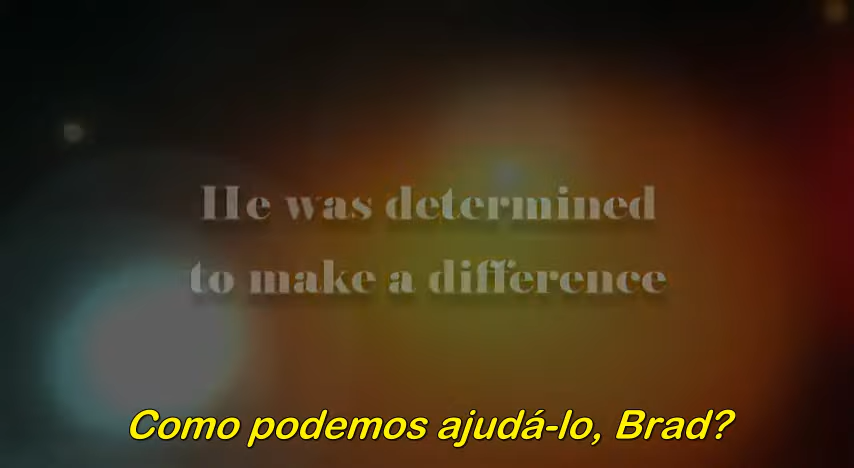 He was determined
to make a difference
Como podemos ajudá-lo, Brad?